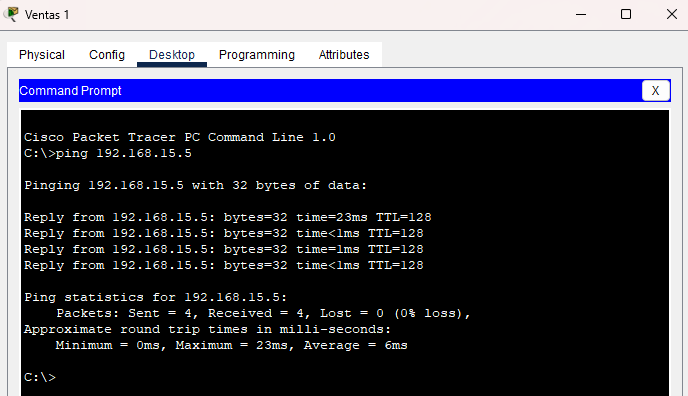 Ventas 1
Physical Config Desktop Programming Attributes
Command Prompt X
Cisco Packet Tracer PC Command Line 1.0
C:\>ping 192.168.15.5
Pinging 192.168.15.5 with 32 bytes of data:
Reply from 192.168.15.5: bytes=32 time=23ms TTL=128
Reply from 192.168.15.5: bytes=32 time<1ms TTL=128
Reply from 192.168.15.5: bytes=32 time=1ms TTL=128
Reply from 192.168.15.5: bytes=32 time<1ms TTL=128
Ping statistics for 192.168.15.5:
Packets: Sent = 4, Received = 4, Lost = 0 (0% loss),
Approximate round trip times in milli-seconds:
Minimum = 0ms, Maximum = 23ms, Average = 6ms
C:\>